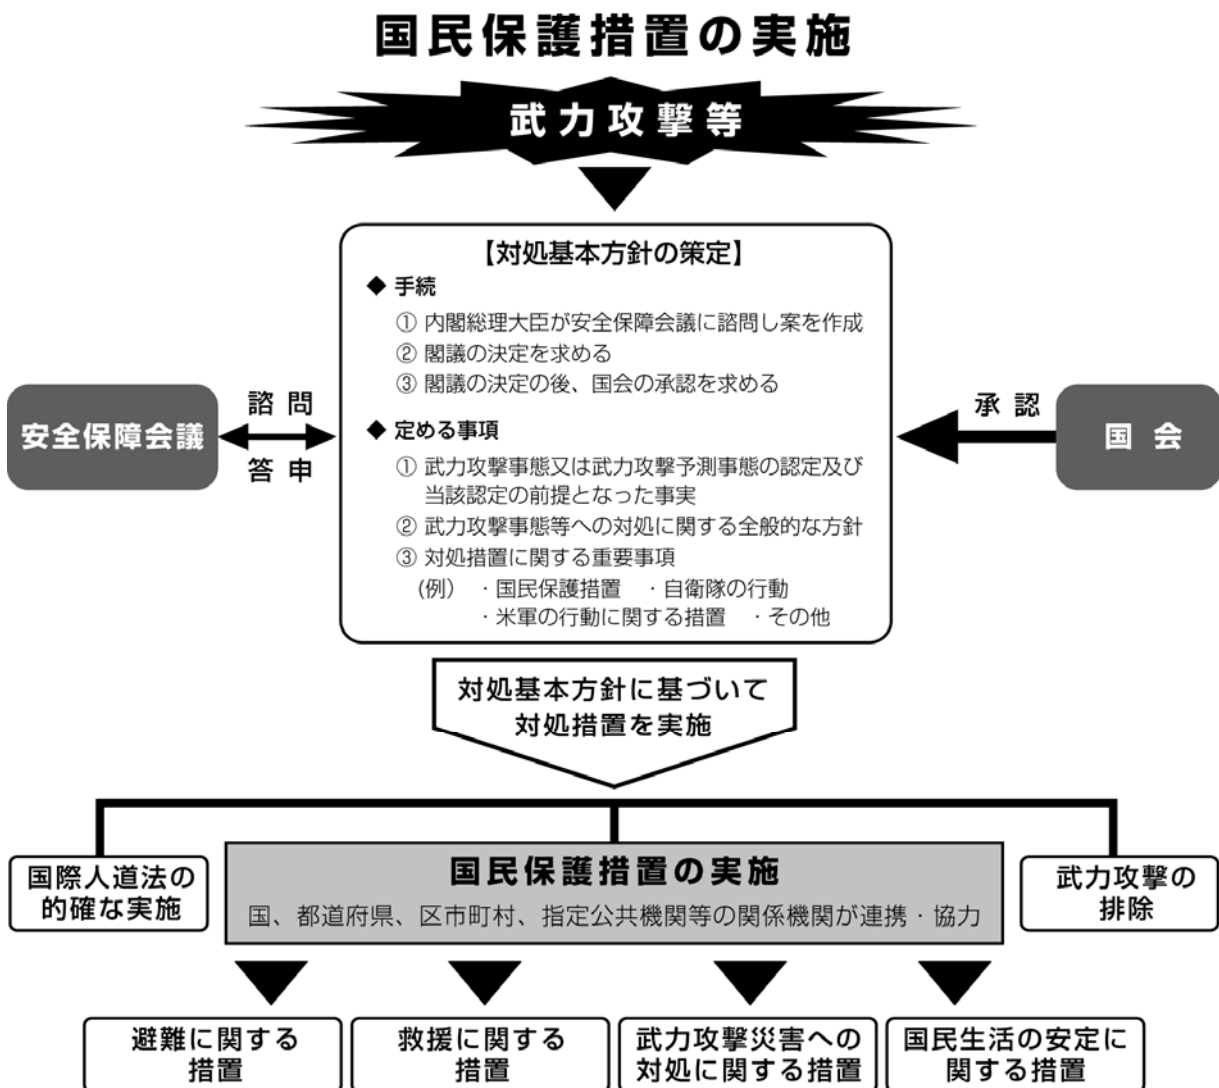 国民保護措置の実施
武力攻撃等
【対処基本方針の策定】
◆ 手続
① 内閣総理大臣が安全保障会議に諮問し案を作成
② 閣議の決定を求める
③ 閣議の決定の後、国会の承認を求める
◆ 定める事項
① 武力攻撃事態又は武力攻撃予測事態の認定及び
当該認定の前提となった事実
② 武力攻撃事態等への対処に関する全般的な方針
③ 対処措置に関する重要事項
(例) ・国民保護措置 ・自衛隊の行動
・米軍の行動に関する措置 ・その他
安全保障会議
諮問
答申
承認
国会
対処基本方針に基づいて
対処措置を実施
国際人道法の
的確な実施
国民保護措置の実施
国、都道府県、区市町村、指定公共機関等の関係機関が連携・協力
武力攻撃の
排除
避難に関する
措置
救援に関する
措置
武力攻撃災害への
対処に関する措置
国民生活の安定に
関する措置